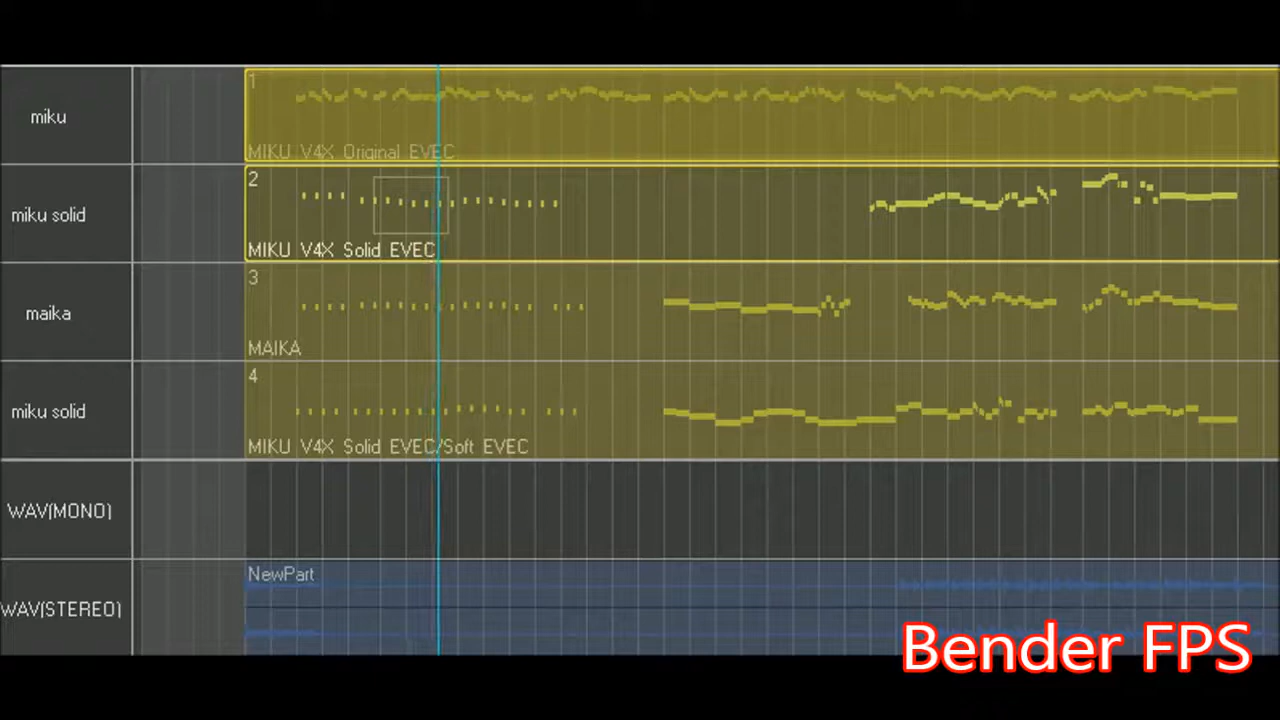 miku
1
MIKU V4X Original EVEC
miku solid
2
MIKU V4X Solid EVEC
maika
3
MAIKA
miku solid
4
MIKU V4X Solid EVEC/Soft EVEC
WAV(MONO)
WAV(STEREO)
NewPart
Bender FPS